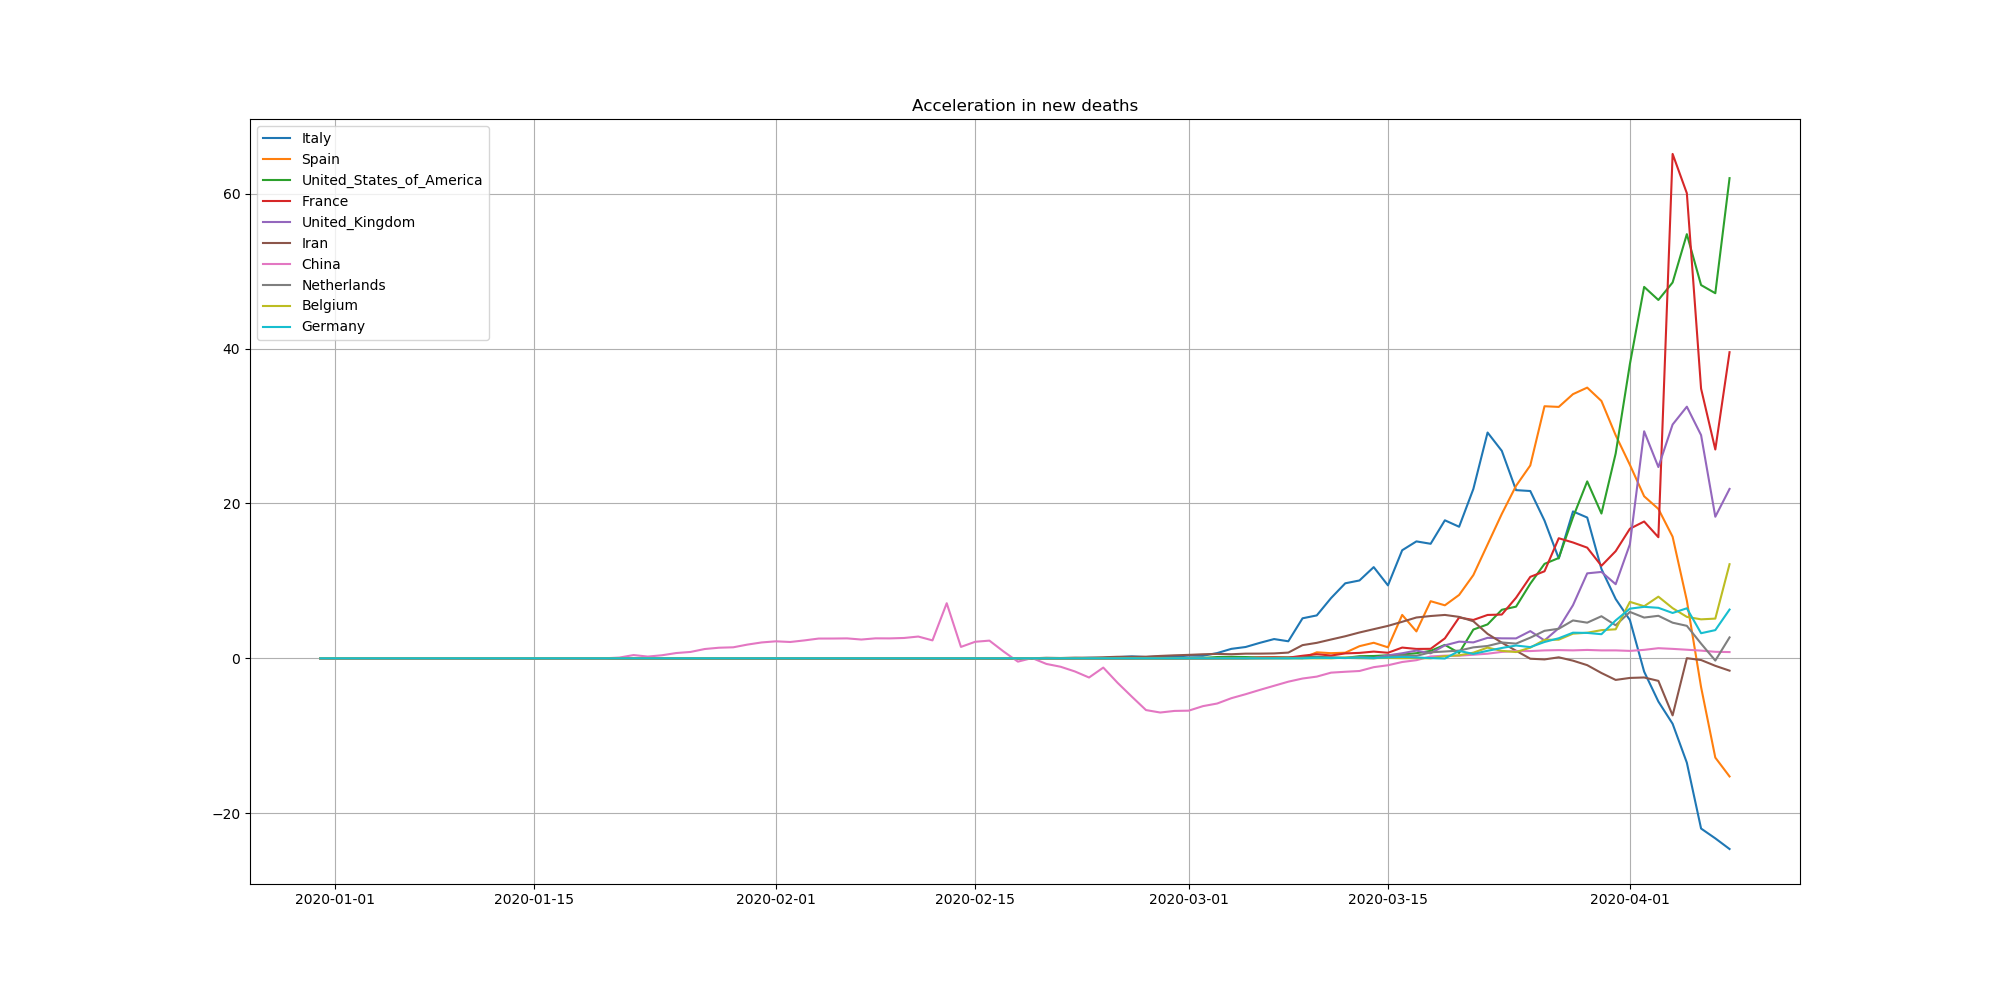 Acceleration in new deaths
Italy
Spain
United_States_of_America
France
United_Kingdom
Iran
China
Netherlands
Belgium
Germany
60
40
20
0
−20
2020-01-01 2020-01-15 2020-02-01 2020-02-15 2020-03-01 2020-03-15 2020-04-01